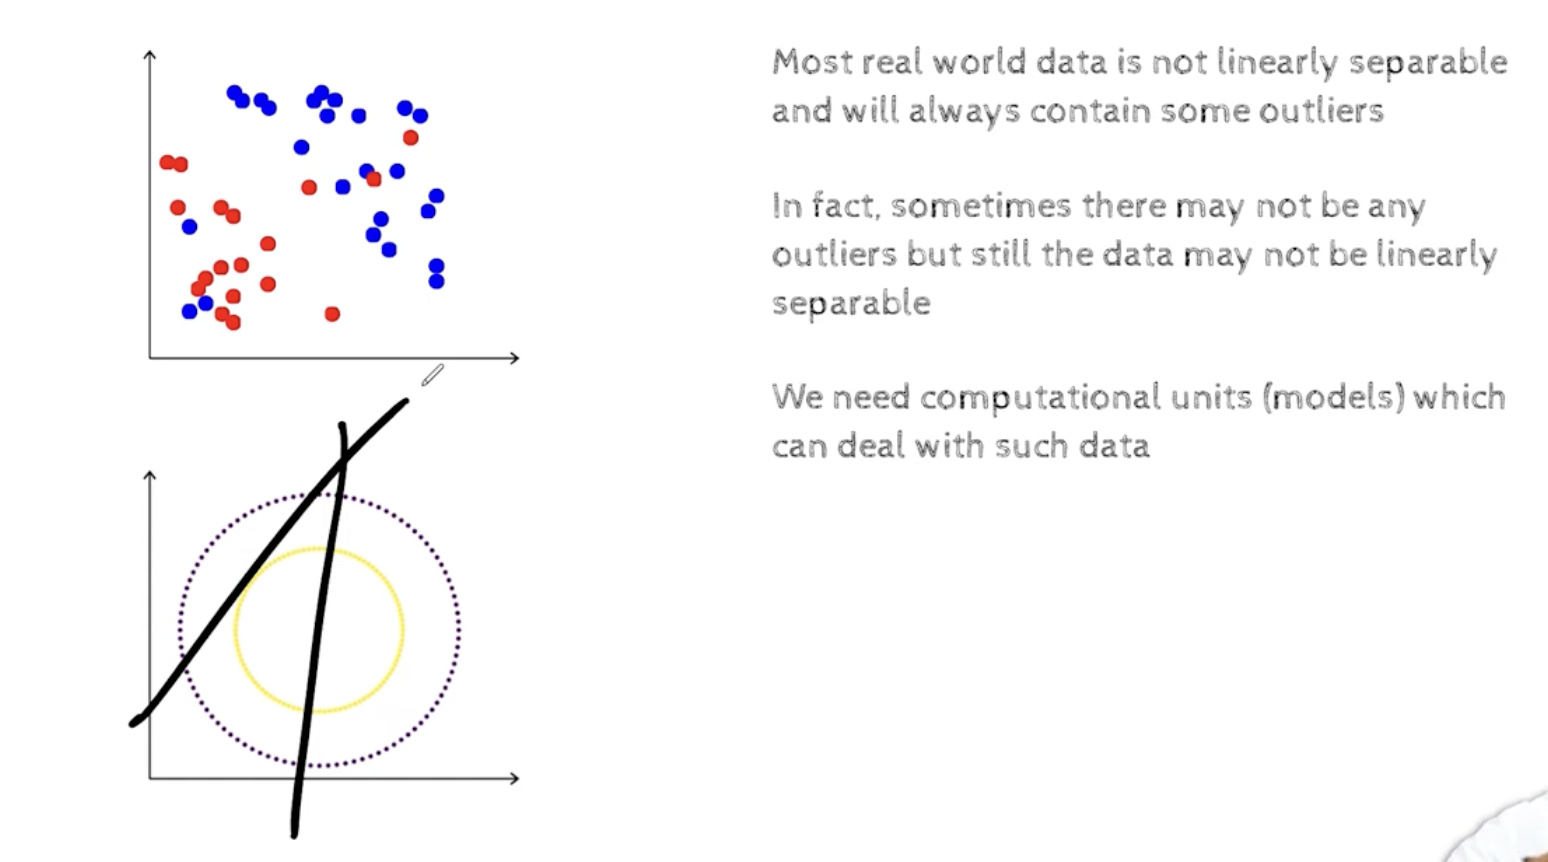 Most real world data is not linearly separable
and will always contain some outliers
In fact, sometimes there may not be any
outliers but still the data may not be linearly
separable
We need computational units (models) which
can deal with such data